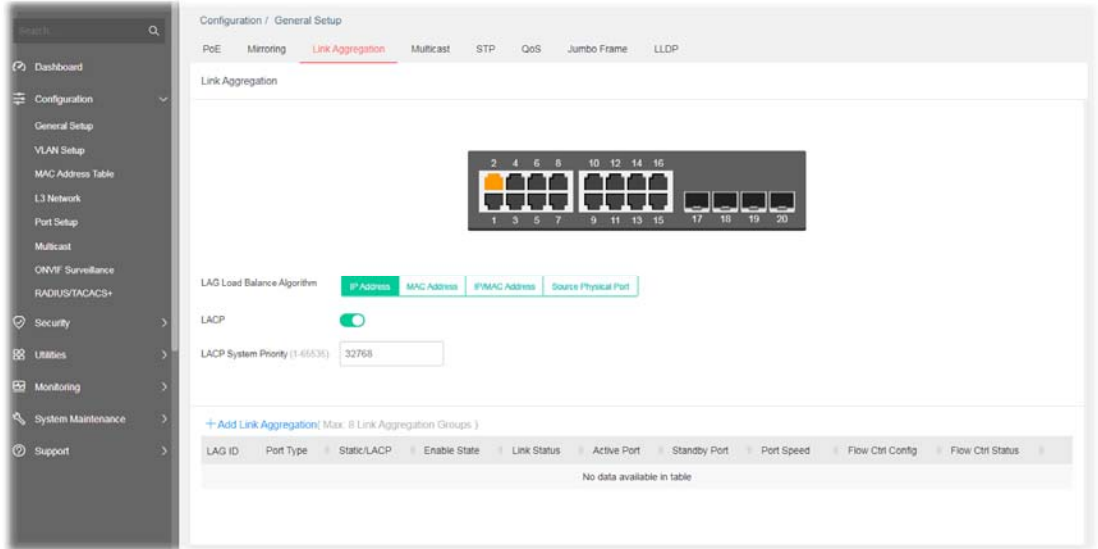 Search...
Dashboard
Configuration
General Setup
VLAN Setup
MAC Address Table
L3 Network
Port Setup
Multicast
ONVIF Surveillance
RADIUS/TACACS+
Security
Utilities
Monitoring
System Maintenance
Support
Configuration / General Setup
PoE Mirroring Link Aggregation Multicast STP QoS Jumbo Frame LLDP
Link Aggregation
2 4 6 8 10 12 14 16
1 3 5 7 9 11 13 15 17 18 19 20
LAG Load Balance Algorithm IP Address MAC Address IP/MAC Address Source Physical Port
LACP
LACP System Priority (1-65535) 32768
+Add Link Aggregation( Max: 8 Link Aggregation Groups )
LAG ID Port Type Static/LACP Enable State Link Status Active Port Standby Port Port Speed Flow Ctrl Config Flow Ctrl Status
No data available in table